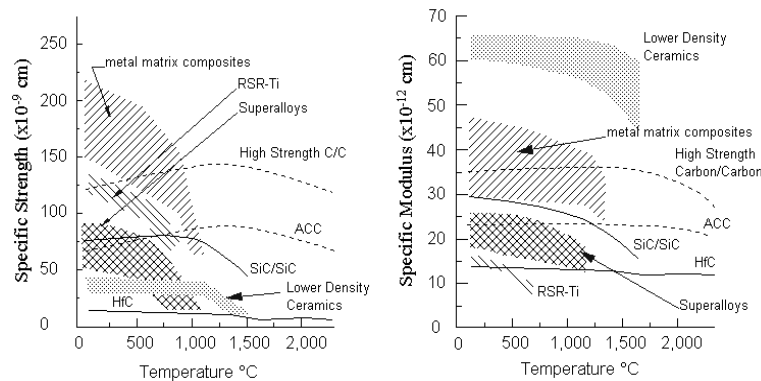 250
200
150
100
50
0
Specific Strength (x10-9 cm)
metal matrix composites
RSR-Ti
Superalloys
High Strength C/C
ACC
SiC/SiC
Lower Density
Ceramics
HfC
0
500
1,000
1,500
2,000
Temperature °C
70
60
50
40
30
20
10
0
Specific Modulus (x10-12 cm)
Lower Density
Ceramics
metal matrix composites
High Strength
Carbon/Carbon
ACC
SiC/SiC
HfC
RSR-Ti
Superalloys
0
500
1,000
1,500
2,000
Temperature °C